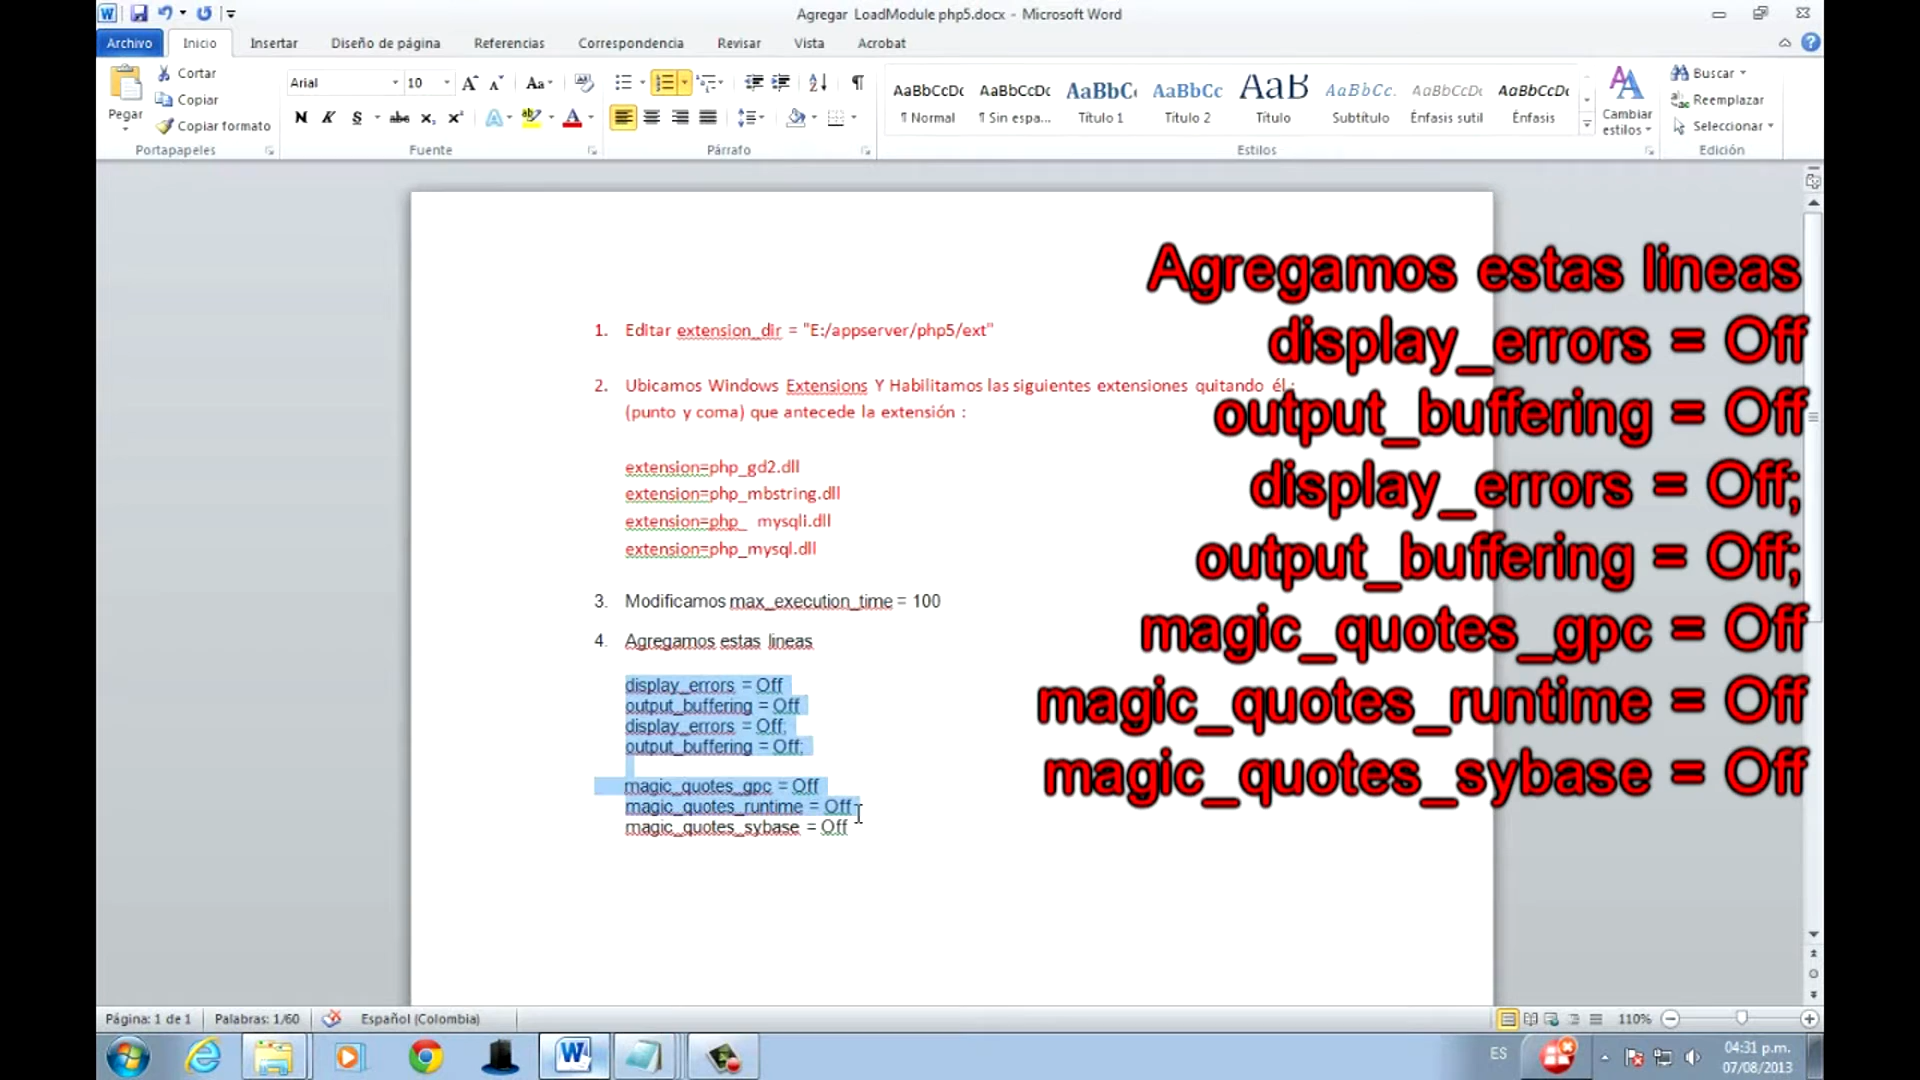 Agregar LoadModule php5.docx - Microsoft Word
Archivo Inicio Insertar Diseño de página Referencias Correspondencia Revisar Vista Acrobat
Cortar
Copiar
Copiar formato
Pegar
Portapapeles
Arial 10
Fuente
Párrafo
AaBbCcDc AaBbCcDc AaBbC AaBbCc AaB AaBbCc. AaBbCcDc AaBbCcDc
¶ Normal ¶ Sin espa... Título 1 Título 2 Título Subtítulo Énfasis sutil Énfasis
Estilos
Cambiar estilos
Buscar
Reemplazar
Seleccionar
Edición
1. Editar extension_dir = "E:/appserver/php5/ext"
2. Ubicamos Windows Extensions Y Habilitamos las siguientes extensiones quitando él ;
(punto y coma) que antecede la extensión :
extension=php_gd2.dll
extension=php_mbstring.dll
extension=php_ mysqli.dll
extension=php_mysql.dll
3. Modificamos max_execution_time = 100
4. Agregamos estas lineas
display_errors = Off
output_buffering = Off
display_errors = Off;
output_buffering = Off;
magic_quotes_gpc = Off
magic_quotes_runtime = Off
magic_quotes_sybase = Off
Agregamos estas lineas
display_errors = Off
output_buffering = Off
display_errors = Off;
output_buffering = Off;
magic_quotes_gpc = Off
magic_quotes_runtime = Off
magic_quotes_sybase = Off
Página: 1 de 1 Palabras: 1/60 Español (Colombia) 110%
ES
04:31 p.m.
07/08/2013